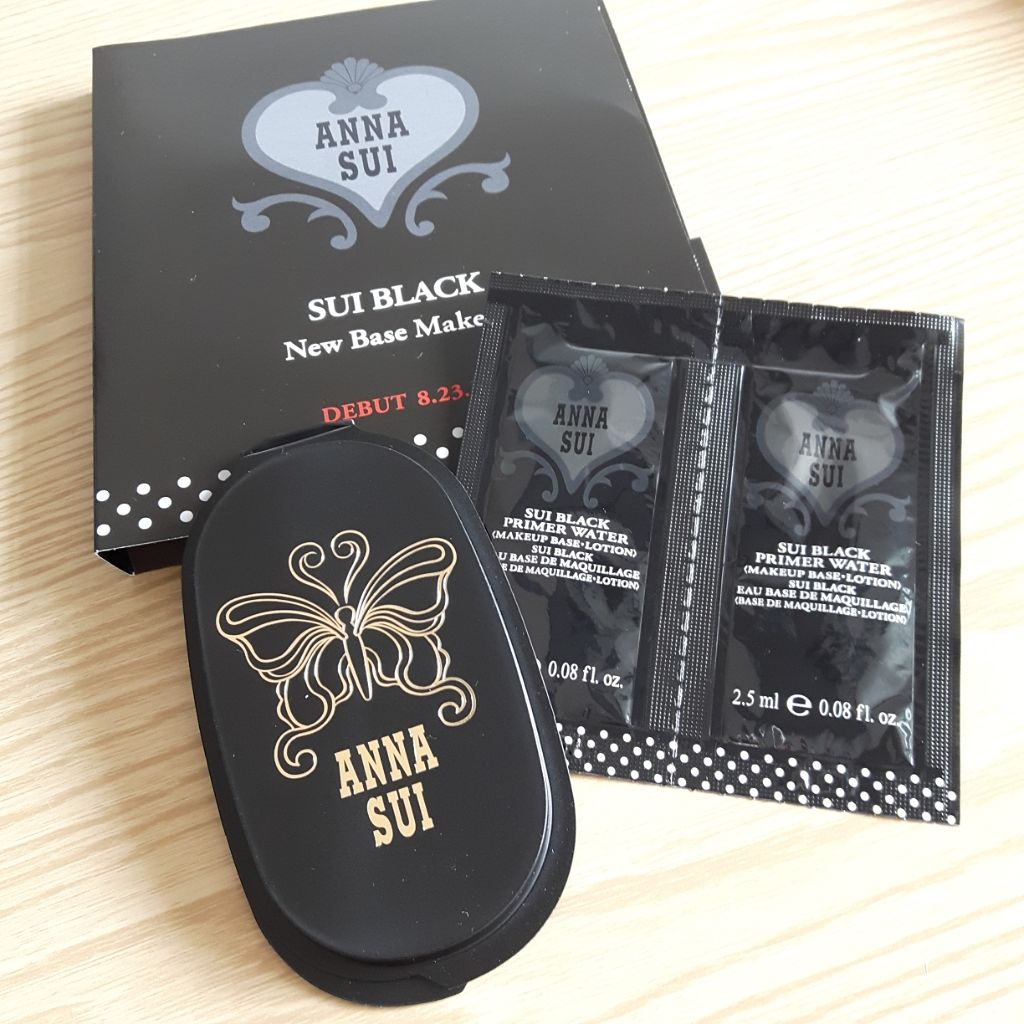 ANNA
SUI
SUI BLACK
New Base Make
DEBUT 8.23.
ANNA
SUI
SUI BLACK
PRIMER WATER
(MAKEUP BASE·LOTION)
SUI BLACK
EAU BASE DE MAQUILLAGE
(BASE DE MAQUILLAGE·LOTION)
2.5 ml e 0.08 fl. oz.
ANNA
SUI
SUI BLACK
PRIMER WATER
(MAKEUP BASE·LOTION)
SUI BLACK
U BASE DE MAQUILLAGE
E DE MAQUILLAGE·LOTION)
0.08 fl. oz.
ANNA
SUI